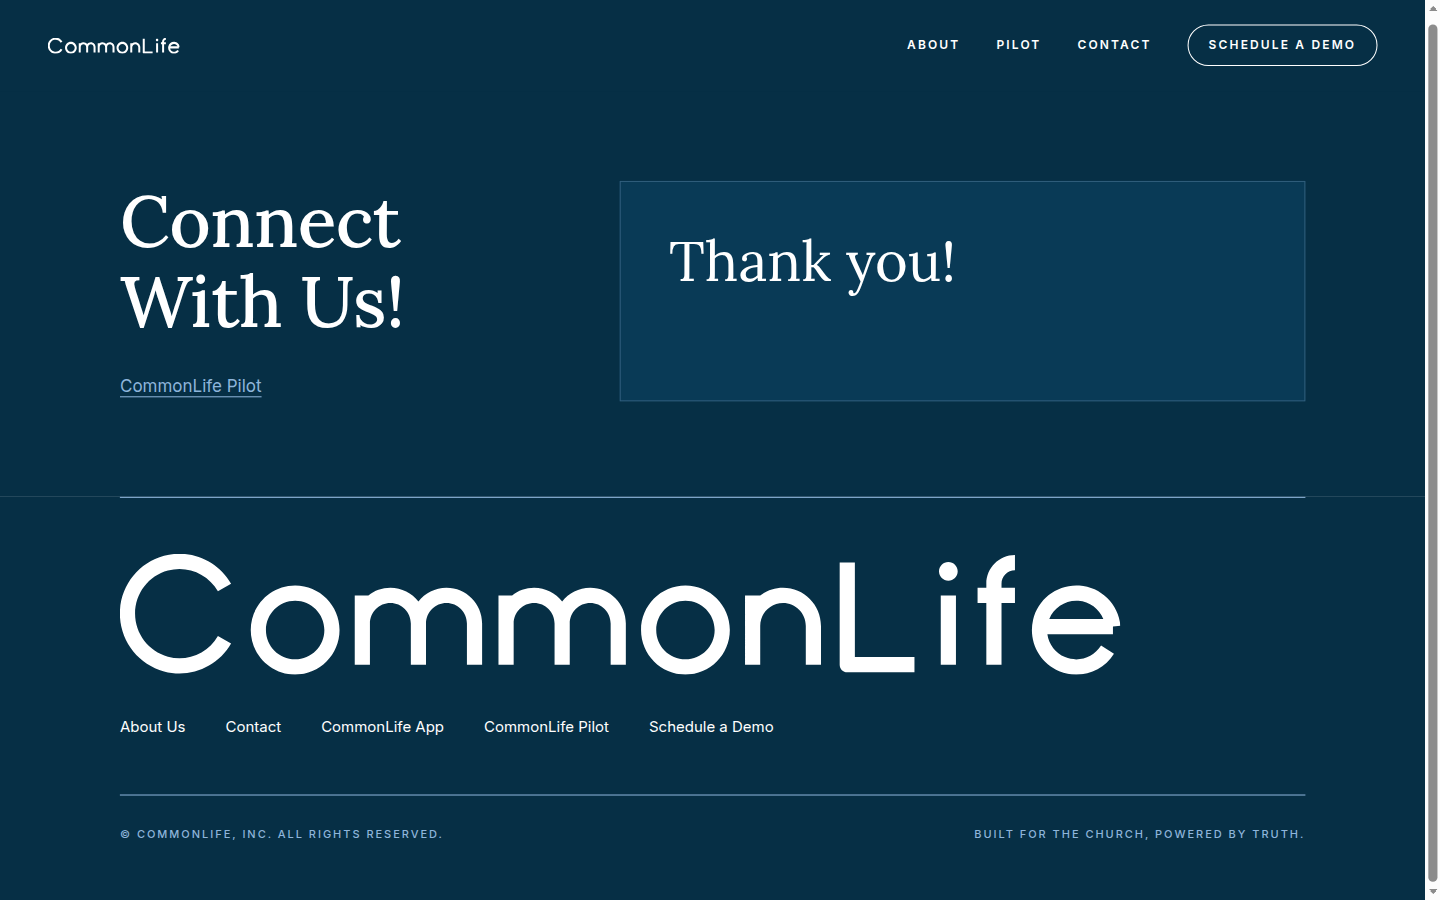 CommonLife
ABOUT
PILOT
CONTACT
SCHEDULE A DEMO
Connect
With Us!
CommonLife Pilot
Thank you!
CommonLife
About Us
Contact
CommonLife App
CommonLife Pilot
Schedule a Demo
© COMMONLIFE, INC. ALL RIGHTS RESERVED.
BUILT FOR THE CHURCH, POWERED BY TRUTH.